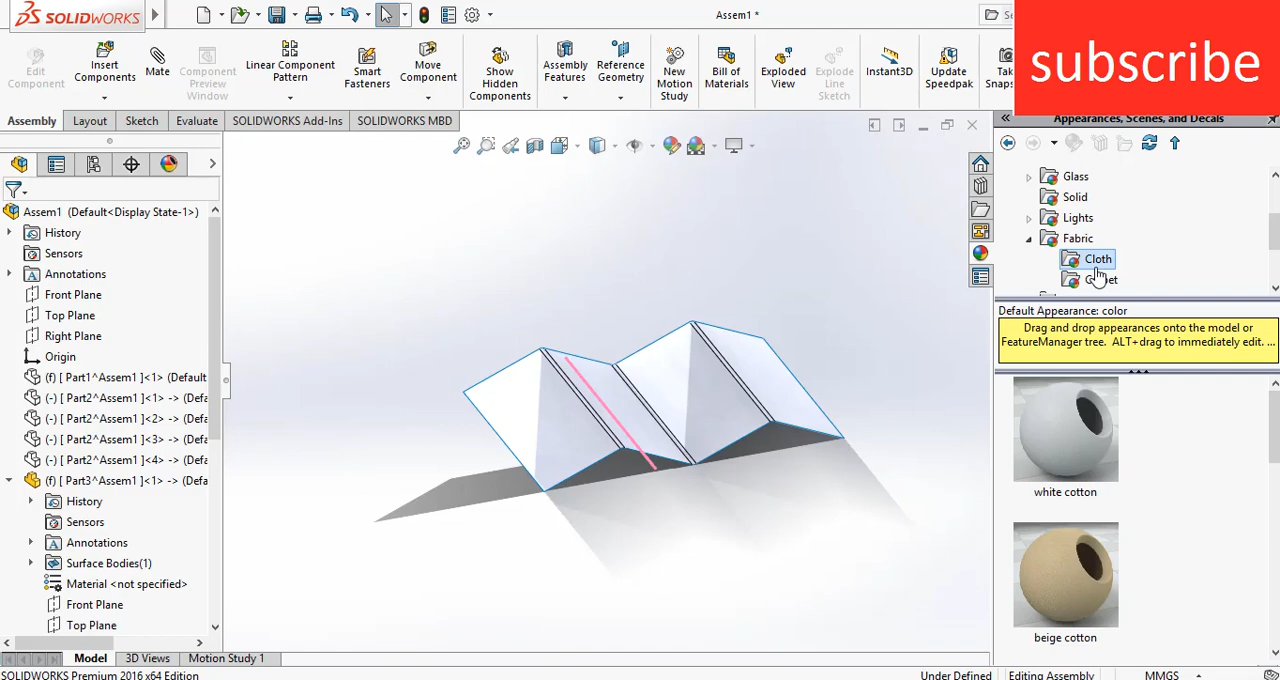 SOLIDWORKS
Assem1 *
subscribe
Edit Component
Insert Components
Mate
Component Preview Window
Linear Component Pattern
Smart Fasteners
Move Component
Show Hidden Components
Assembly Features
Reference Geometry
New Motion Study
Bill of Materials
Exploded View
Explode Line Sketch
Instant3D
Update Speedpak
Take
Assembly
Layout
Sketch
Evaluate
SOLIDWORKS Add-Ins
SOLIDWORKS MBD
Appearances, Scenes, and Decals
Assem1 (Default<Display State-1>)
History
Sensors
Annotations
Front Plane
Top Plane
Right Plane
Origin
(f) [ Part1^Assem1 ]<1> (Default
(-) [ Part2^Assem1 ]<1> -> (Defa
(-) [ Part2^Assem1 ]<2> -> (Defa
(-) [ Part2^Assem1 ]<3> -> (Defa
(-) [ Part2^Assem1 ]<4> -> (Defa
(f) [ Part3^Assem1 ]<1> -> (Defa
History
Sensors
Annotations
Surface Bodies(1)
Material <not specified>
Front Plane
Top Plane
Glass
Solid
Lights
Fabric
Cloth
Default Appearance: color
Drag and drop appearances onto the model or
FeatureManager tree. ALT+drag to immediately edit. ...
white cotton
beige cotton
Model
3D Views
Motion Study 1
SOLIDWORKS Premium 2016 x64 Edition
Under Defined
Editing Assembly
MMGS